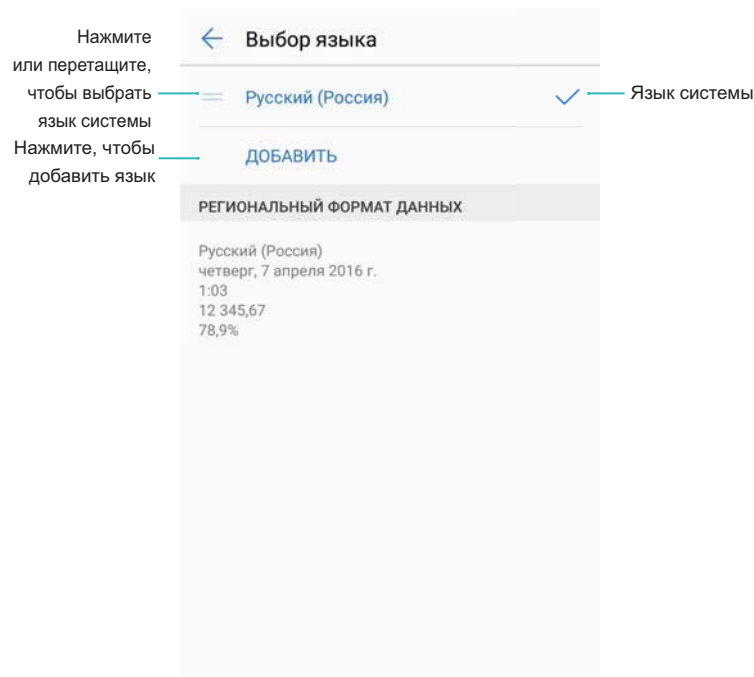 Нажмите
или перетащите,
чтобы выбрать
язык системы
Нажмите, чтобы
добавить язык
Выбор языка
Русский (Россия)
Язык системы
ДОБАВИТЬ
РЕГИОНАЛЬНЫЙ ФОРМАТ ДАННЫХ
Русский (Россия)
четверг, 7 апреля 2016 г.
1:03
12 345,67
78,9%